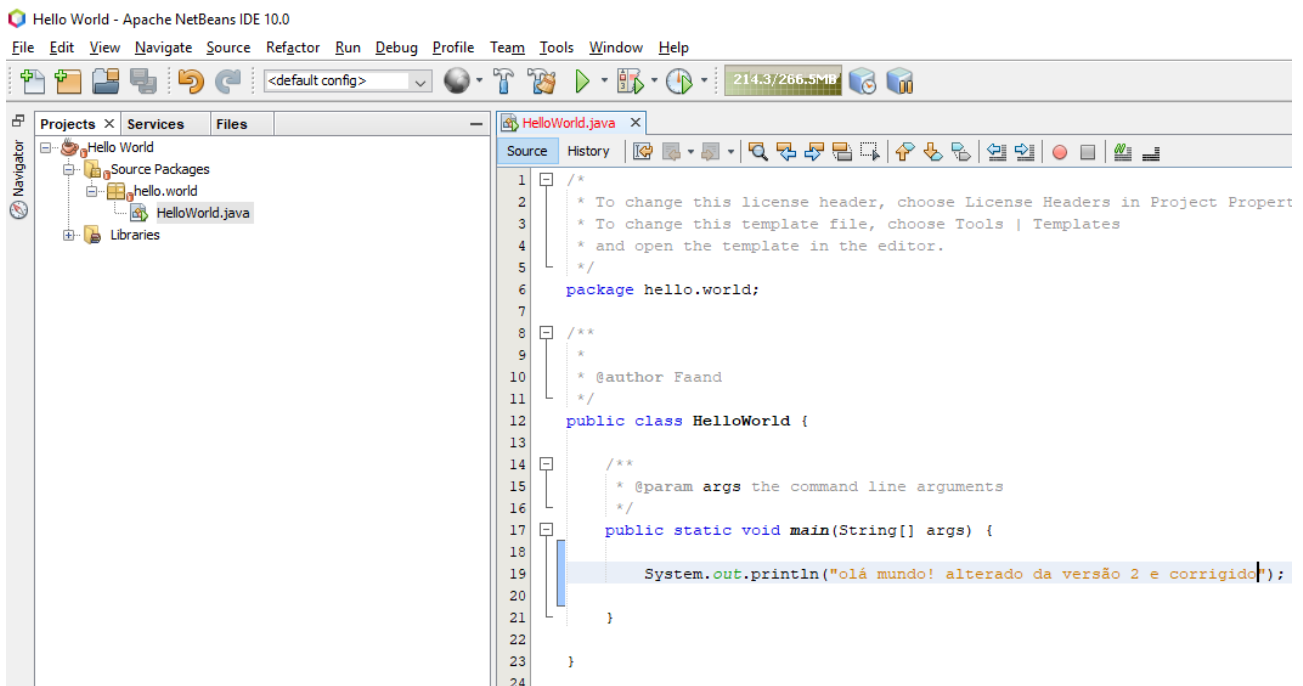 Hello World - Apache NetBeans IDE 10.0
File Edit View Navigate Source Refactor Run Debug Profile Team Tools Window Help
<default config> 214.3/266.5MB
Projects Services Files
HelloWorld.java
Navigator
Hello World
Source Packages
hello.world
HelloWorld.java
Libraries
Source History
1 /*
2 * To change this license header, choose License Headers in Project Propert
3 * To change this template file, choose Tools | Templates
4 * and open the template in the editor.
5 */
6 package hello.world;
7
8 /**
9 *
10 * @author Faand
11 */
12 public class HelloWorld {
13
14 /**
15 * @param args the command line arguments
16 */
17 public static void main(String[] args) {
18
19 System.out.println("olá mundo! alterado da versão 2 e corrigido");
20
21 }
22
23 }
24